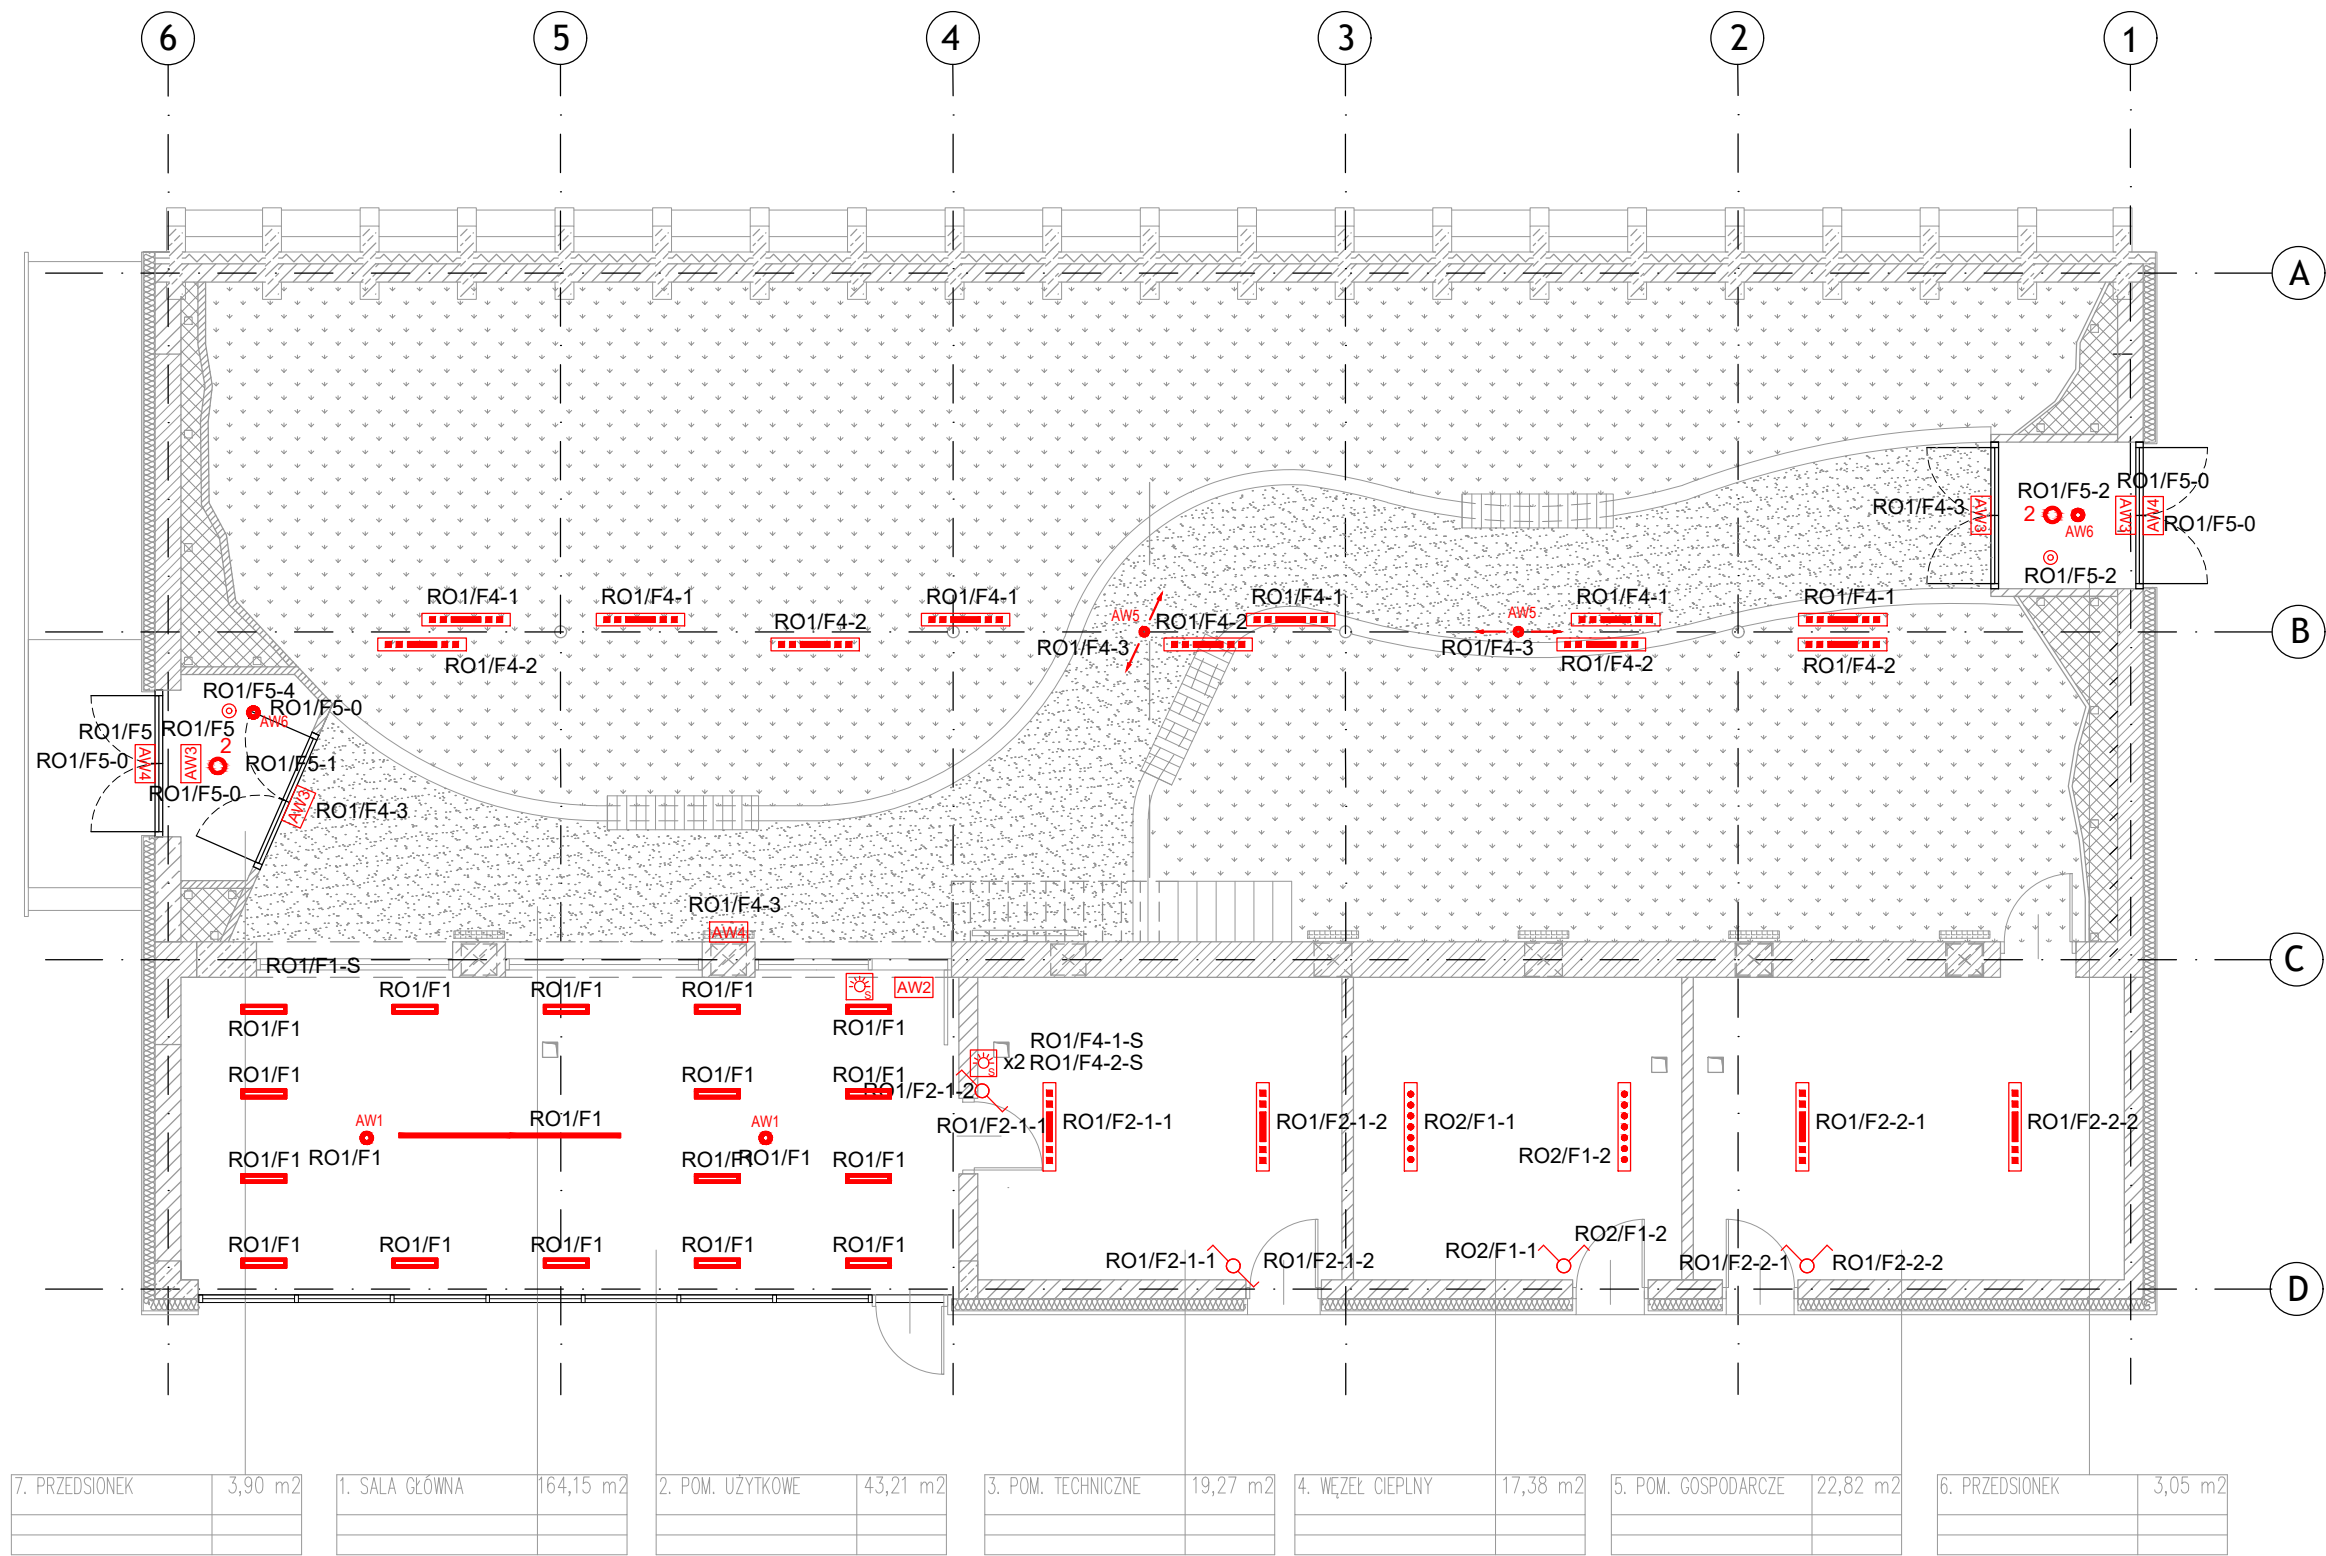 6 5 4 3 2 1
A
RO1/F5-0
RO1/F5-2
RO1/F4-3
AW3
2
AW3
AW4
RO1/F5-0
AW6
RO1/F5-2
RO1/F4-1
RO1/F4-1
RO1/F4-1
RO1/F4-1
RO1/F4-1
RO1/F4-1
AW5
AW5
RO1/F4-2
RO1/F4-2
B
RO1/F4-3
RO1/F4-3
RO1/F4-2
RO1/F4-2
RO1/F4-2
RO1/F5-4
RO1/F5-0
AW6
RO1/F5
RO1/F5
2
RO1/F5-0
AW4
AW3
RO1/F5-1
RO1/F5-0
AW3
RO1/F4-3
RO1/F4-3
AW4
C
RO1/F1-S
RO1/F1
RO1/F1
RO1/F1
S
AW2
RO1/F1
RO1/F1
RO1/F4-1-S
S
x2
RO1/F4-2-S
RO1/F1
RO1/F1
RO1/F1
RO1/F2-1-2
AW1
RO1/F1
AW1
RO1/F2-1-1
RO1/F2-1-1
RO1/F2-1-2
RO2/F1-1
RO2/F1-2
RO1/F2-2-1
RO1/F2-2-2
RO1/F1
RO1/F1
RO1/F1
RO1/F1
RO1/F1
RO1/F1
RO1/F1
RO1/F1
RO1/F1
RO1/F1
RO1/F2-1-1
RO1/F2-1-2
RO2/F1-1
RO2/F1-2
RO1/F2-2-1
RO1/F2-2-2
D
7. PRZEDSIONEK 3,90 m2
1. SALA GŁÓWNA 164,15 m2
2. POM. UŻYTKOWE 43,21 m2
3. POM. TECHNICZNE 19,27 m2
4. WĘZEŁ CIEPLNY 17,38 m2
5. POM. GOSPODARCZE 22,82 m2
6. PRZEDSIONEK 3,05 m2